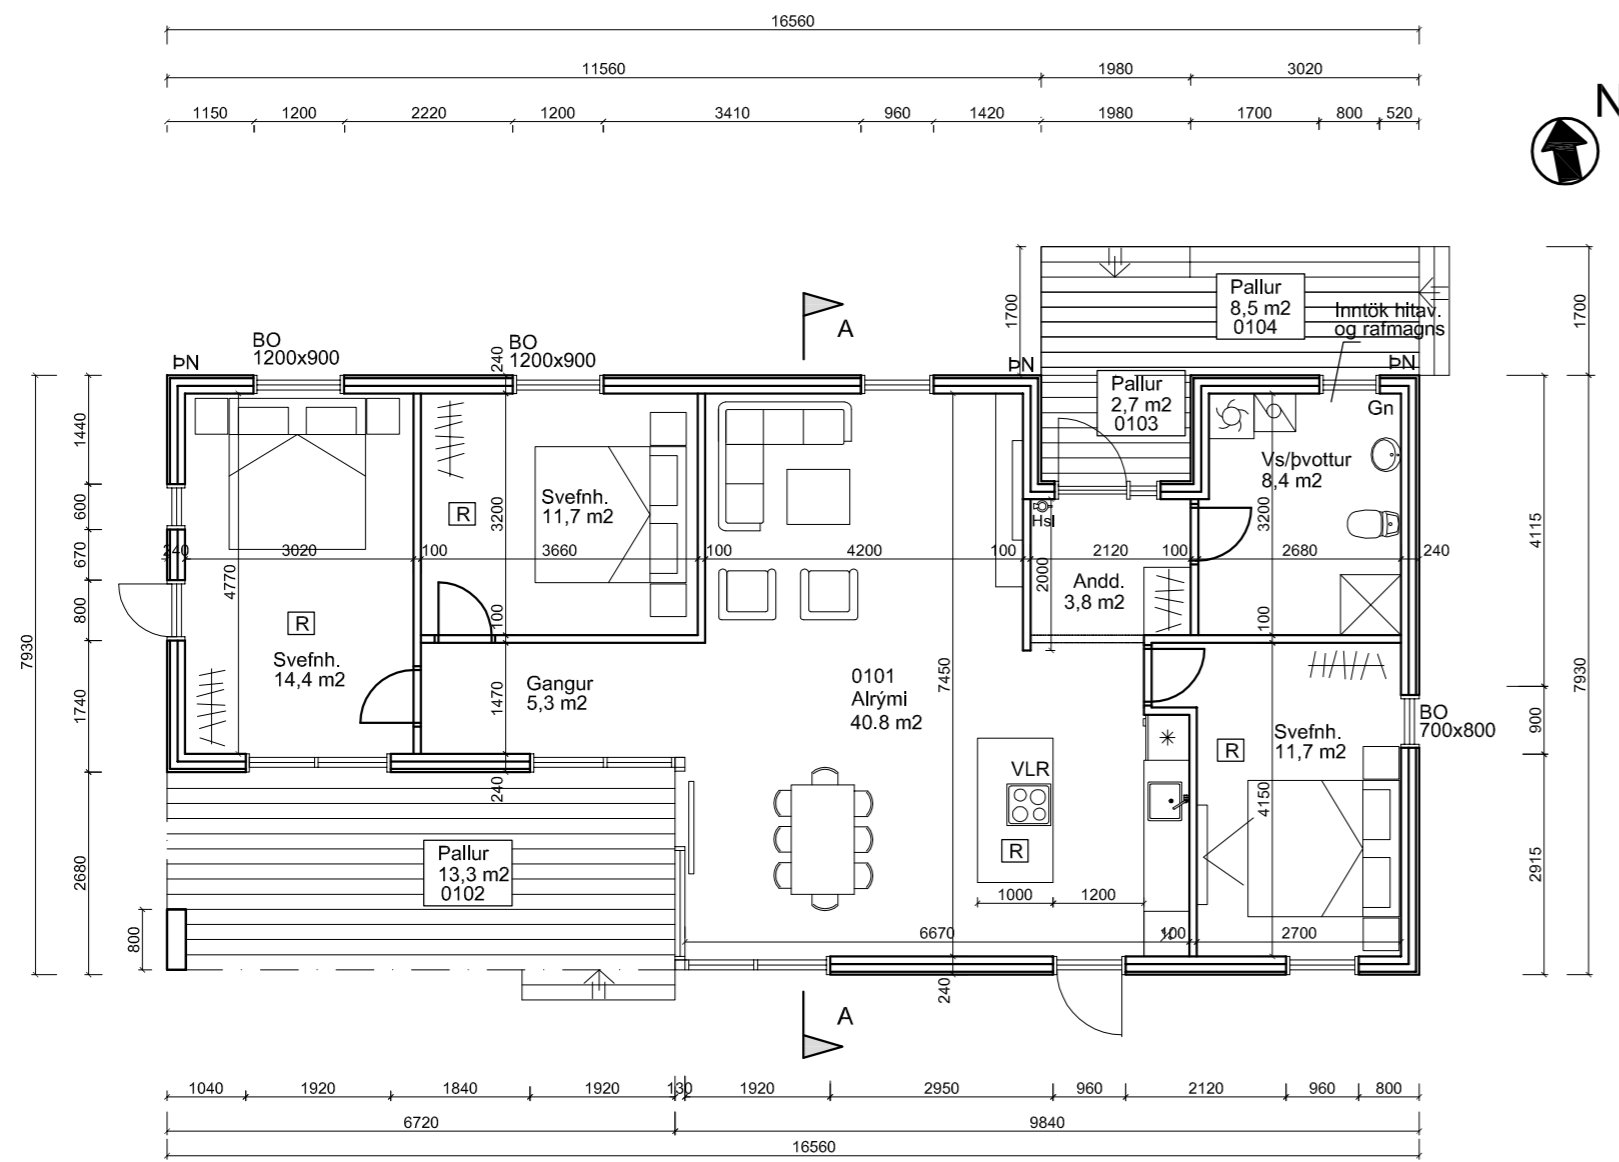 16560
11560 1980 3020
1150 1200 2220 1200 3410 960 1420 1980 1700 800 520
N
1700
Pallur
8,5 m2
0104
Inntök hitav.
og rafmagns
1700
A
BO
1200x900
BO
1200x900
240
ÞN
ÞN
ÞN
Pallur
2,7 m2
0103
Gn
1440
600
670
800
1740
2680
7930
Svefnh.
11,7 m2
R
3200
Vs/þvottur
8,4 m2
3200
Hsl
4115
240 3020 100 3660 100 4200 100 2120 100 2680 240
4770
2000
Andd.
3,8 m2
100
100
R
Svefnh.
14,4 m2
Gangur
5,3 m2
1470
0101
Alrými
40.8 m2
7450
7930
900
BO
700x800
R
Svefnh.
11,7 m2
240
VLR
4150
R
Pallur
13,3 m2
0102
2915
800
1000 1200
6670 100 2700
240
A
1040 1920 1840 1920 130 1920 2950 960 2120 960 800
6720 9840
16560